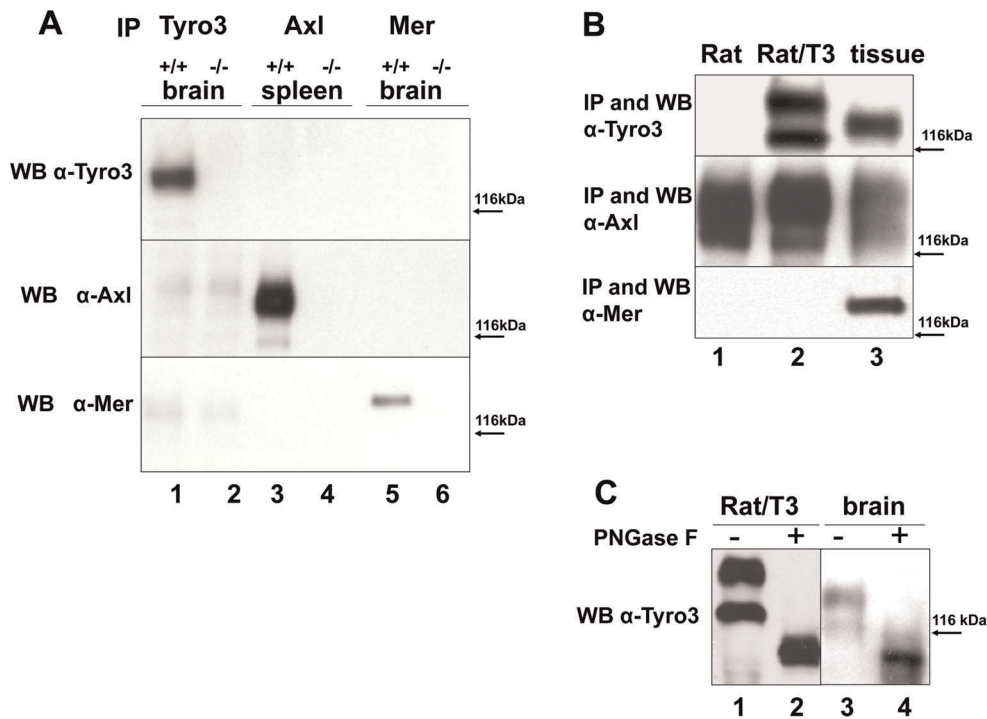 A
IP Tyro3 Axl Mer
+/+ -/- +/+ -/- +/+ -/-
brain spleen brain
WB α-Tyro3
116kDa
WB α-Axl
116kDa
WB α-Mer
116kDa
1 2 3 4 5 6
B
Rat Rat/T3 tissue
IP and WB
α-Tyro3
116kDa
IP and WB
α-Axl
116kDa
IP and WB
α-Mer
116kDa
1 2 3
C
Rat/T3 brain
PNGase F - + - +
WB α-Tyro3
116 kDa
1 2 3 4